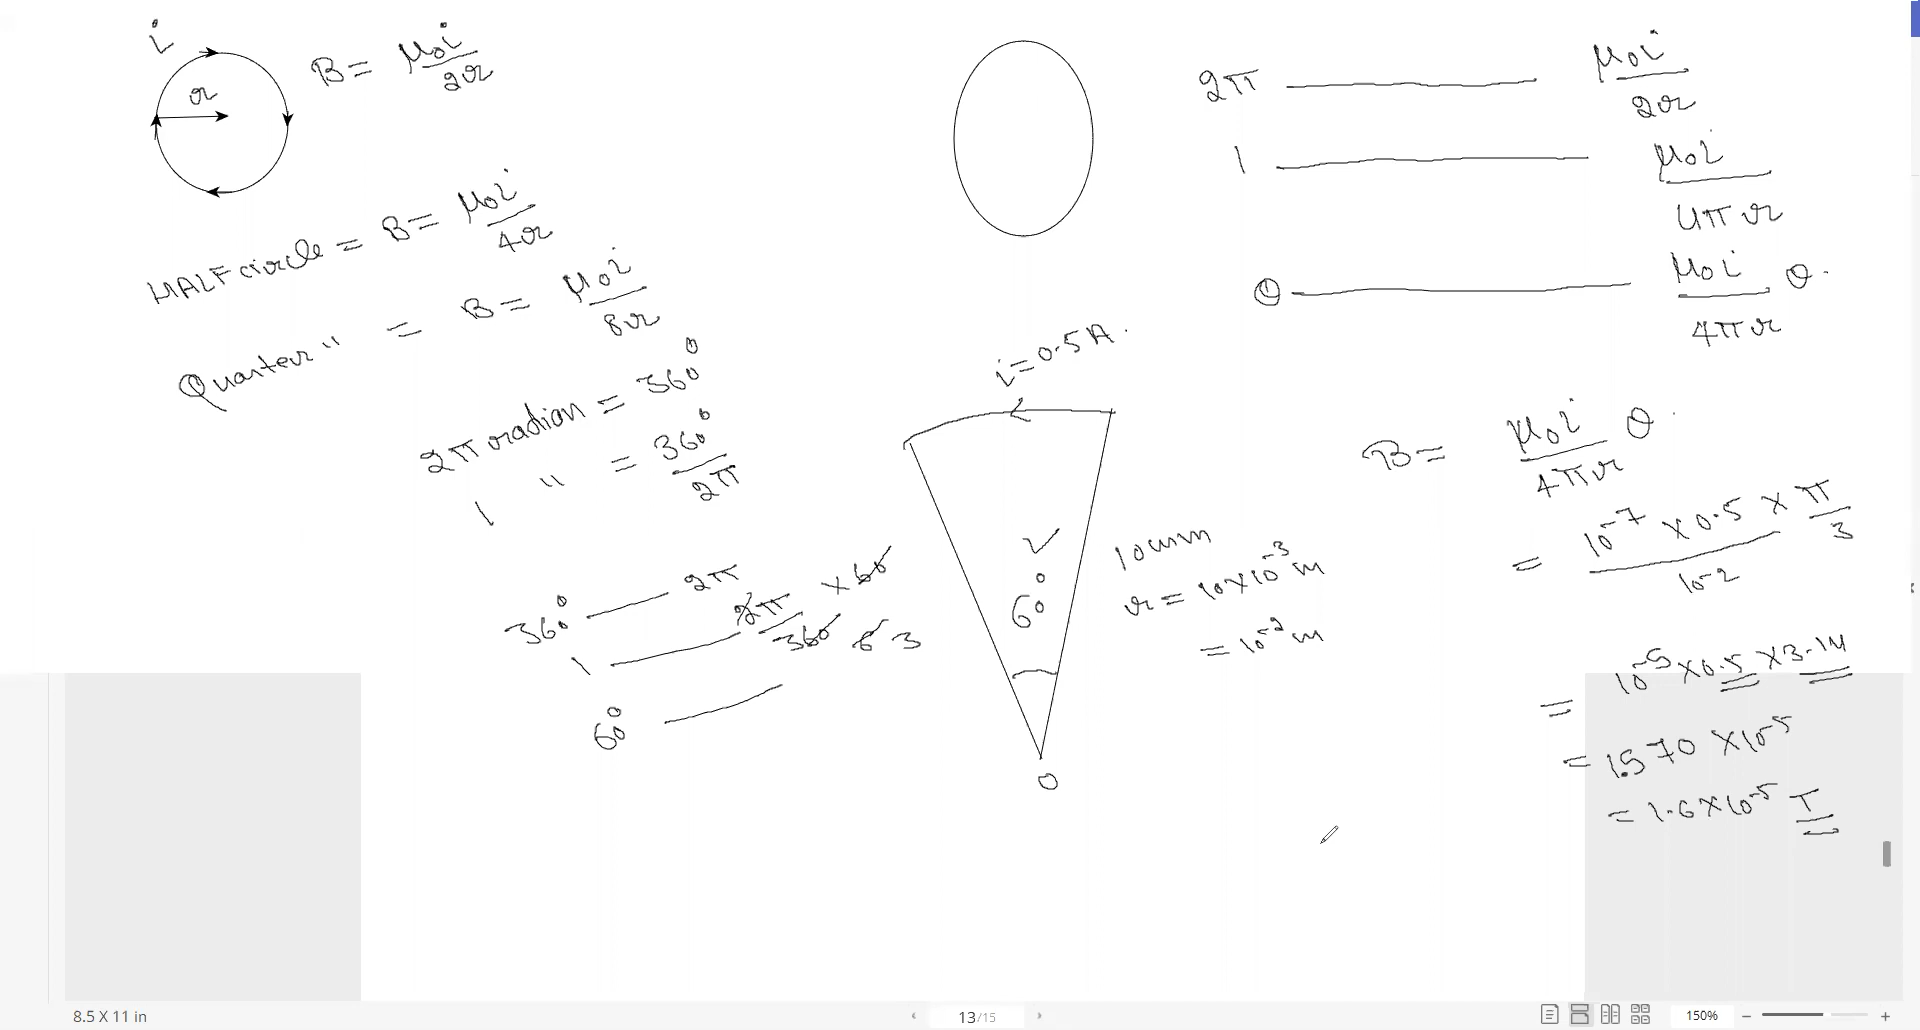 i
r
B = μ₀i/2r
HALF circle = B = μ₀i/4r
Quarter " = B = μ₀i/8r
2π radian = 360°
1 " = 360°/2π
360° — 2π
1 — 2π/360 × 60
6 3
60° —
2π — μ₀i/2r
1 — μ₀i/4πr
θ — μ₀i/4πr θ.
i = 0.5 A.
60°
O
10mm
r = 10×10⁻³ m
= 10⁻² m
B = μ₀i/4πr θ.
= 10⁻⁷ × 0.5 × π/3 / 10⁻²
= 10⁻⁵ × 0.5 × 3.14
= 1.570 × 10⁻⁵
= 1.6 × 10⁻⁵ T
8.5 X 11 in
13/15
150%